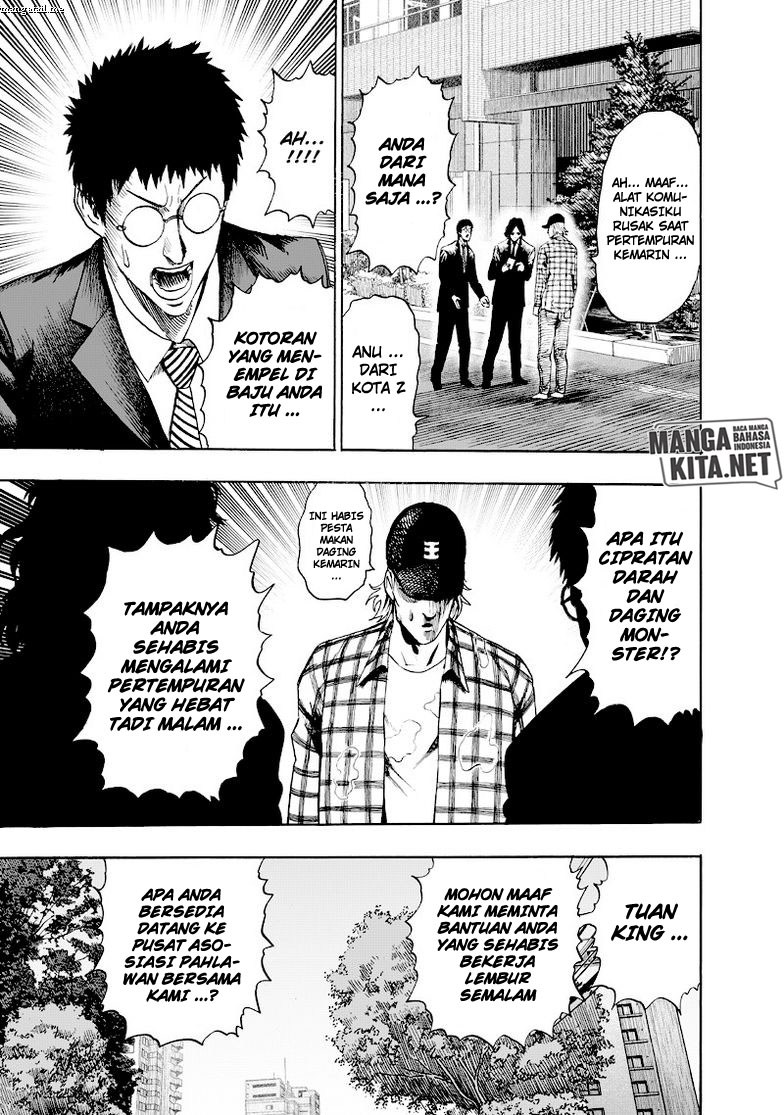 mangatail.me
AH... MAAF...
ALAT KOMU-
NIKASIKU
RUSAK SAAT
PERTEMPURAN
KEMARIN ...
ANDA
DARI
MANA
SAJA ...?
ANU ...
DARI
KOTA Z
...
AH...
!!!!
KOTORAN
YANG MEN-
EMPEL DI
BAJU ANDA
ITU ...
MANGA
KITA.NET
BACA MANGA
BAHASA
INDONESIA
APA ITU
CIPRATAN
DARAH
DAN
DAGING
MON-
STER!?
INI HABIS
PESTA
MAKAN
DAGING
KEMARIN
...
TAMPAKNYA
ANDA
SEHABIS
MENGALAMI
PERTEMPURAN
YANG HEBAT
TADI MALAM ...
TUAN
KING ...
MOHON MAAF
KAMI MEMINTA
BANTUAN ANDA
YANG SEHABIS
BEKERJA
LEMBUR
SEMALAM
APA ANDA
BERSEDIA
DATANG KE
PUSAT ASO-
SIASI PAHLA-
WAN BERSAMA
KAMI ...?